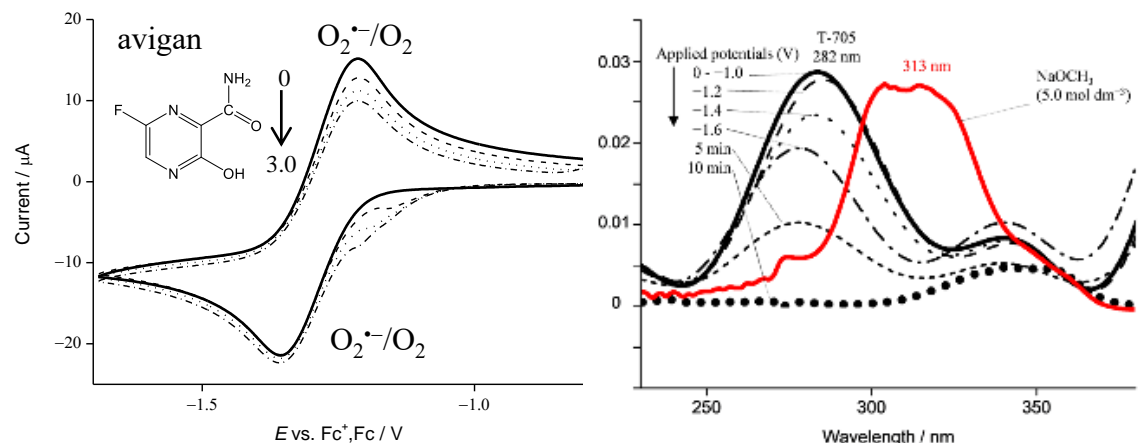 avigan
O₂•−/O₂
0
3.0
NH₂
F
N
O
N
OH
O₂•−/O₂
20
10
0
−10
−20
Current / μA
−1.5
−1.0
E vs. Fc⁺,Fc / V
T-705
282 nm
Applied potentials (V)
0 - −1.0
−1.2
−1.4
−1.6
5 min
10 min
313 nm
NaOCH₃
(5.0 mol dm⁻³)
0.03
0.02
0.01
0
250
300
350
Wavelength / nm